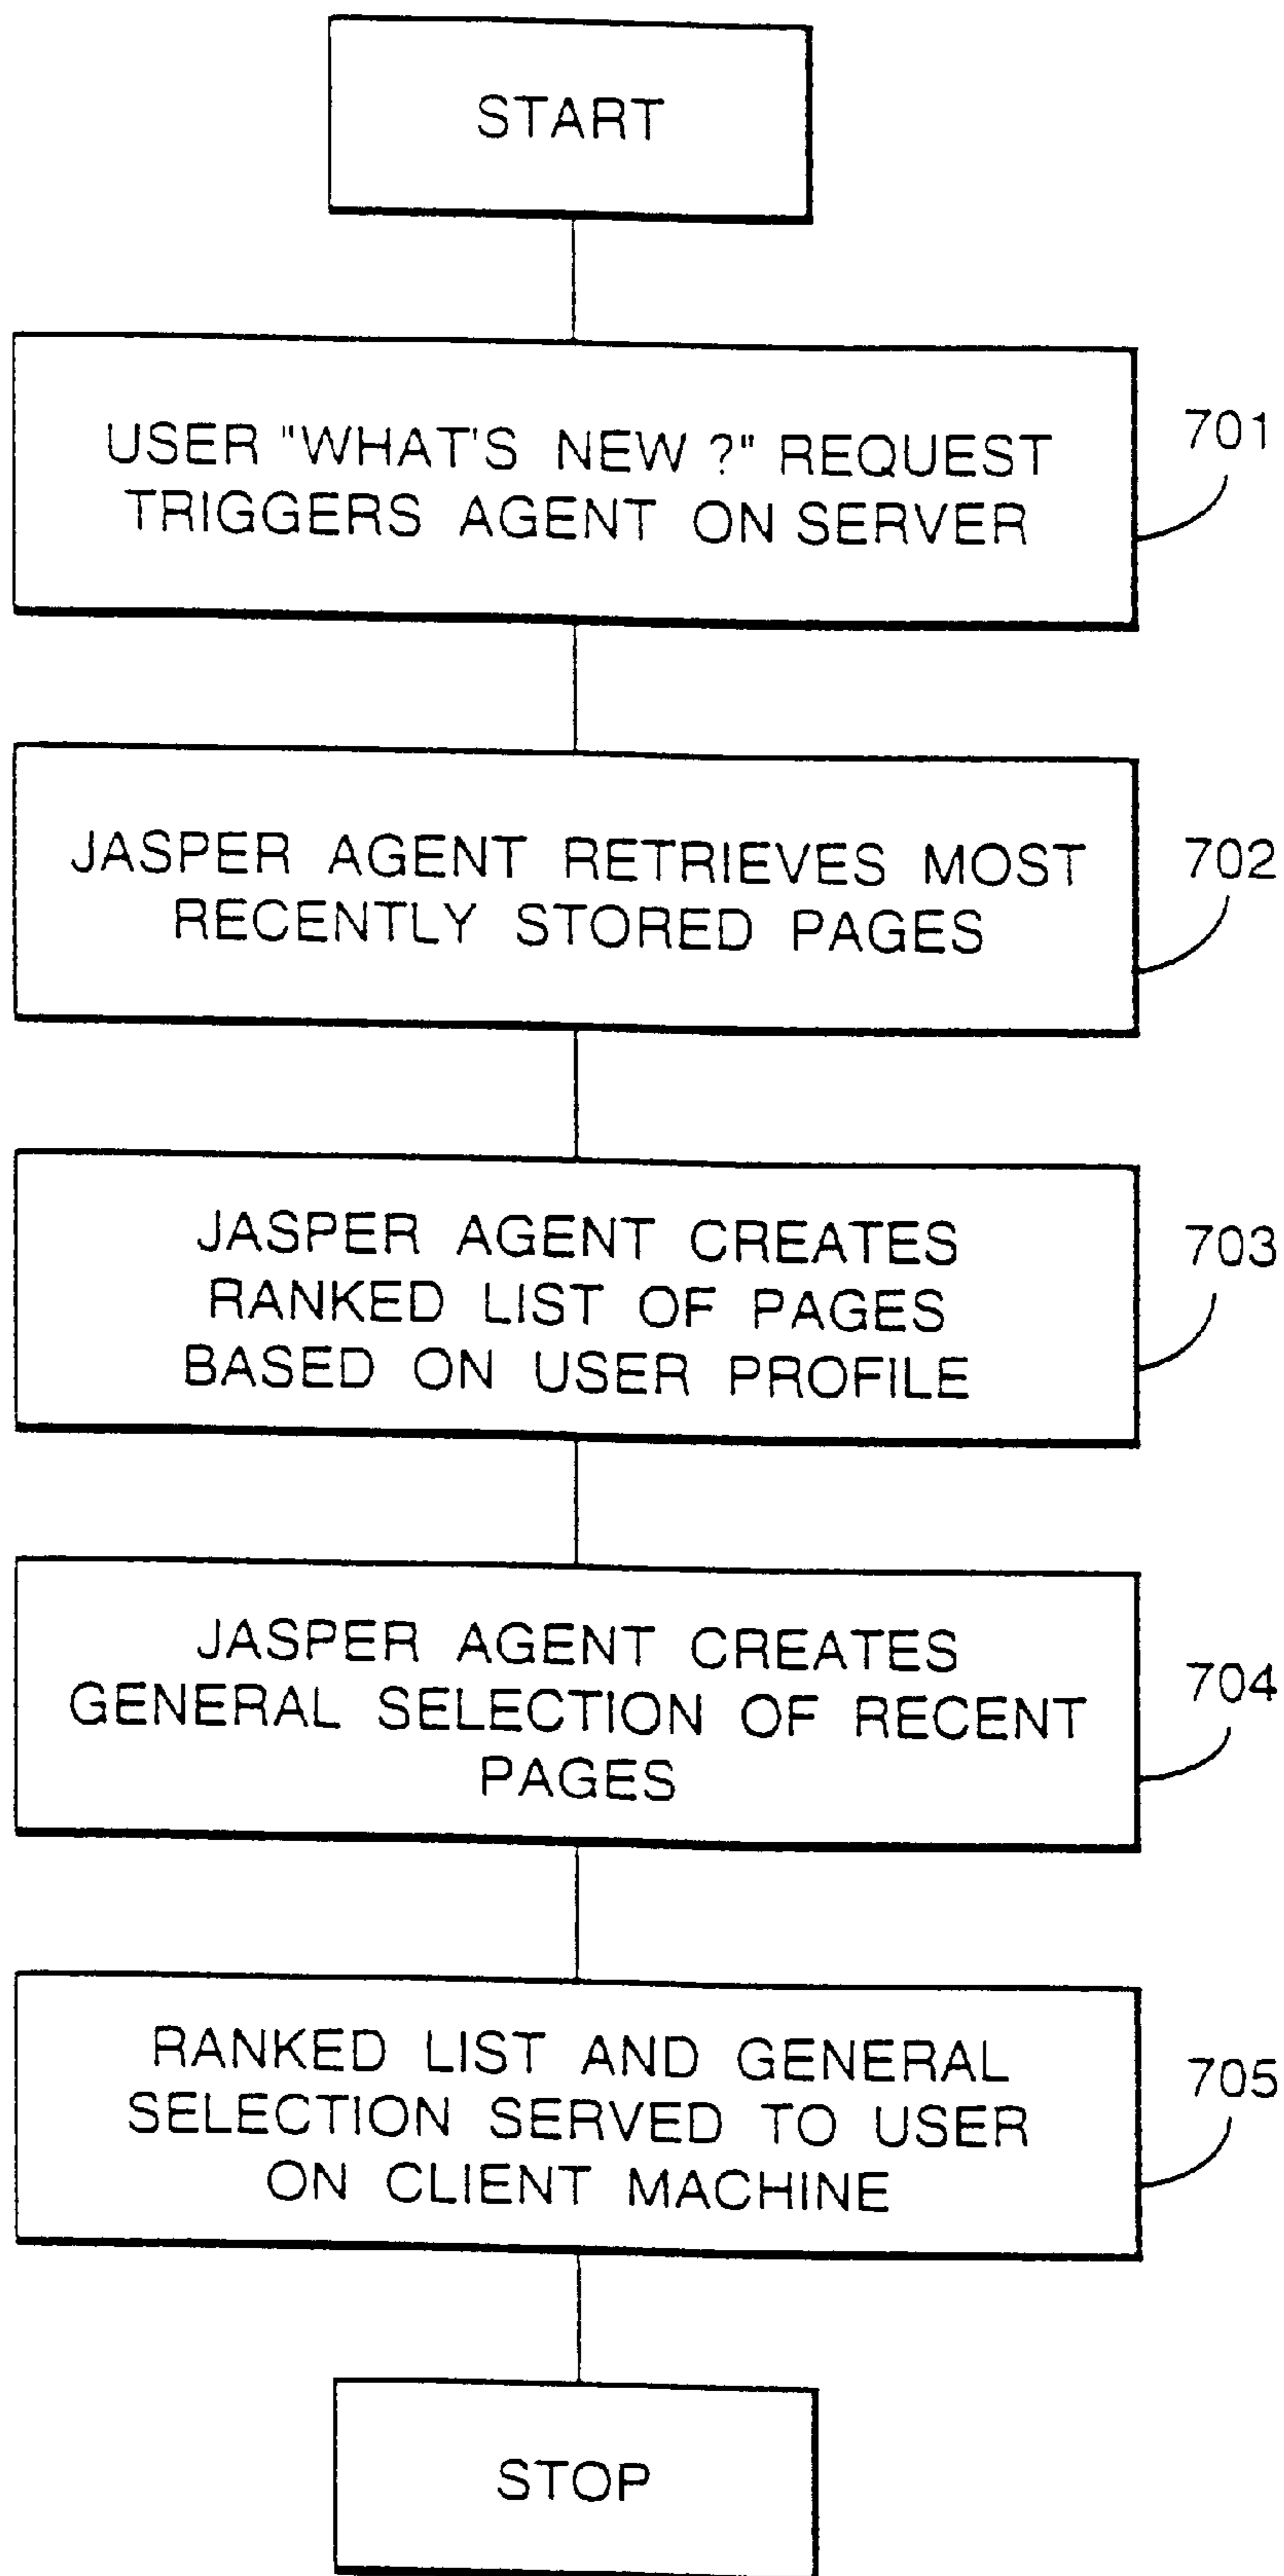 START
USER "WHAT'S NEW ?" REQUEST
TRIGGERS AGENT ON SERVER
701
JASPER AGENT RETRIEVES MOST
RECENTLY STORED PAGES
702
JASPER AGENT CREATES
RANKED LIST OF PAGES
BASED ON USER PROFILE
703
JASPER AGENT CREATES
GENERAL SELECTION OF RECENT
PAGES
704
RANKED LIST AND GENERAL
SELECTION SERVED TO USER
ON CLIENT MACHINE
705
STOP